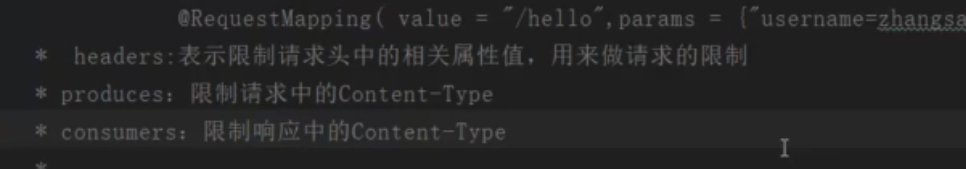 @RequestMapping( value = "/hello",params = {"username=zhangsa
* headers:表示限制请求头中的相关属性值，用来做请求的限制
* produces：限制请求中的Content-Type
* consumers：限制响应中的Content-Type
*